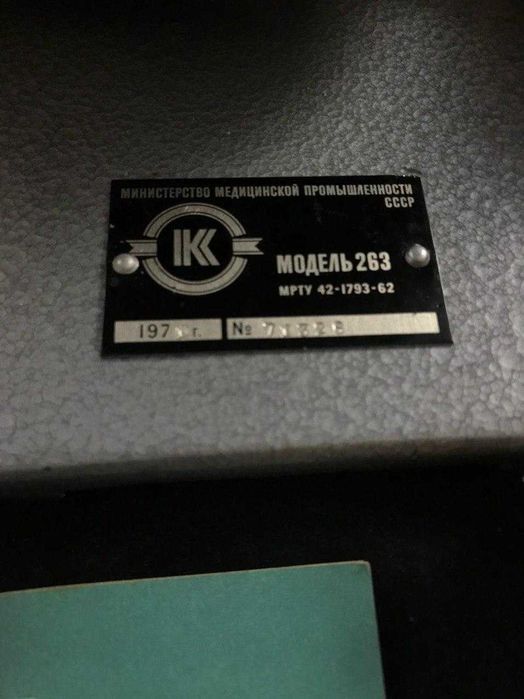 МИНИСТЕРСТВО МЕДИЦИНСКОЙ ПРОМЫШЛЕННОСТИ
СССР
МОДЕЛЬ 263
МРТУ 42-1793-62
г. №